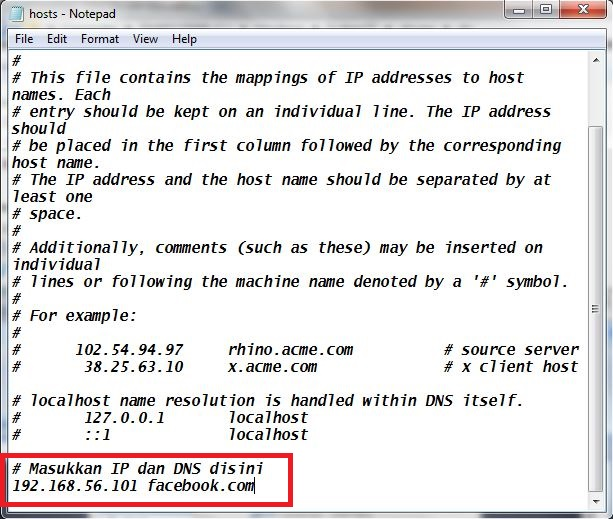 hosts - Notepad
File Edit Format View Help
#
# This file contains the mappings of IP addresses to host
names. Each
# entry should be kept on an individual line. The IP address
should
# be placed in the first column followed by the corresponding
host name.
# The IP address and the host name should be separated by at
least one
# space.
#
# Additionally, comments (such as these) may be inserted on
individual
# lines or following the machine name denoted by a '#' symbol.
#
# For example:
#
# 102.54.94.97 rhino.acme.com # source server
# 38.25.63.10 x.acme.com # x client host
# localhost name resolution is handled within DNS itself.
# 127.0.0.1 localhost
# ::1 localhost
# Masukkan IP dan DNS disini
192.168.56.101 facebook.com